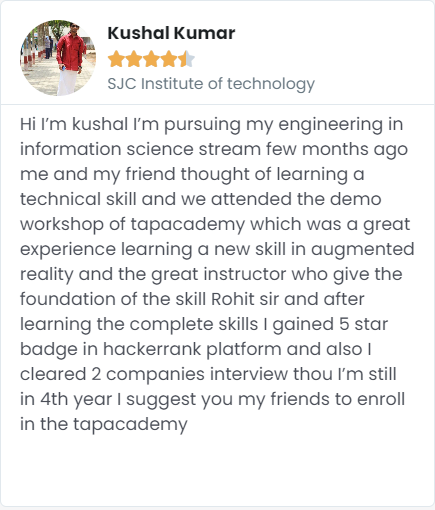 Kushal Kumar
SJC Institute of technology
Hi I’m kushal I’m pursuing my engineering in
information science stream few months ago
me and my friend thought of learning a
technical skill and we attended the demo
workshop of tapacademy which was a great
experience learning a new skill in augmented
reality and the great instructor who give the
foundation of the skill Rohit sir and after
learning the complete skills I gained 5 star
badge in hackerrank platform and also I
cleared 2 companies interview thou I’m still
in 4th year I suggest you my friends to enroll
in the tapacademy